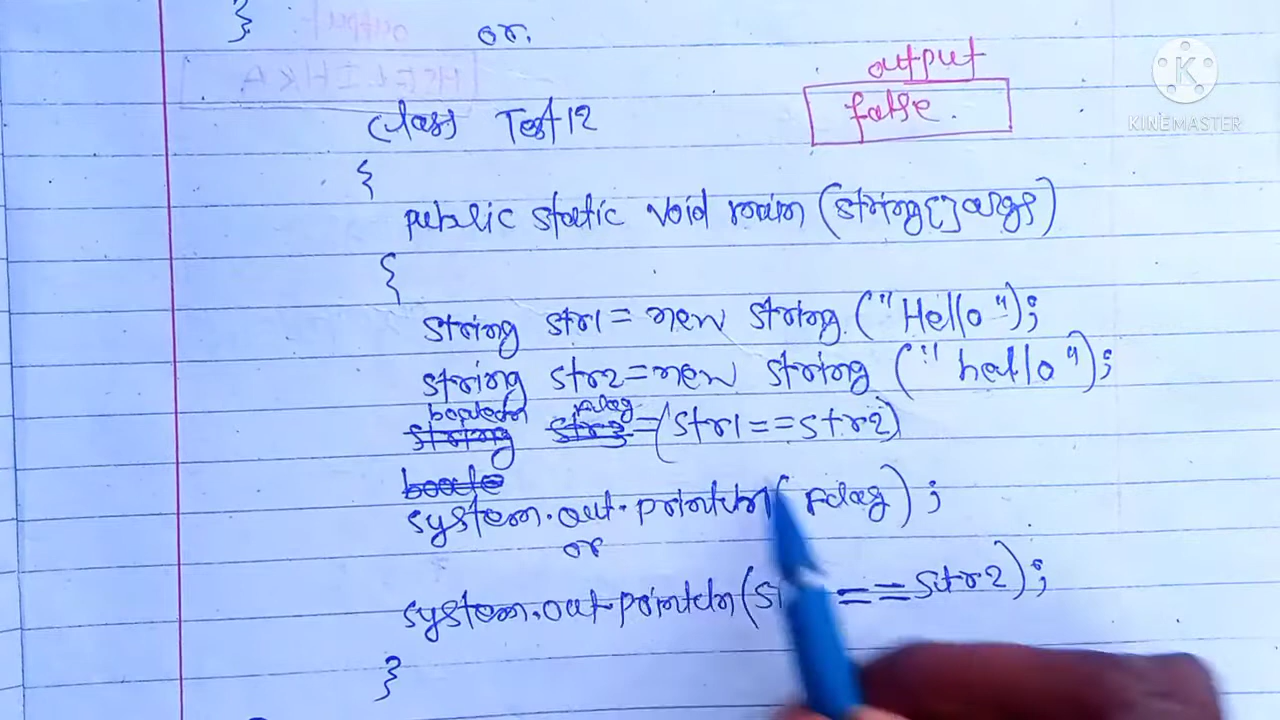 }
or.
output
false.
class Test12
{
public static void main (string[] args)
{
string str1 = new string ("Hello");
string str2 = new string ("hello");
boolean flag = (str1 == str2)
system.out.println(flag);
or
system.out.println(st == str2);
}
KINEMASTER